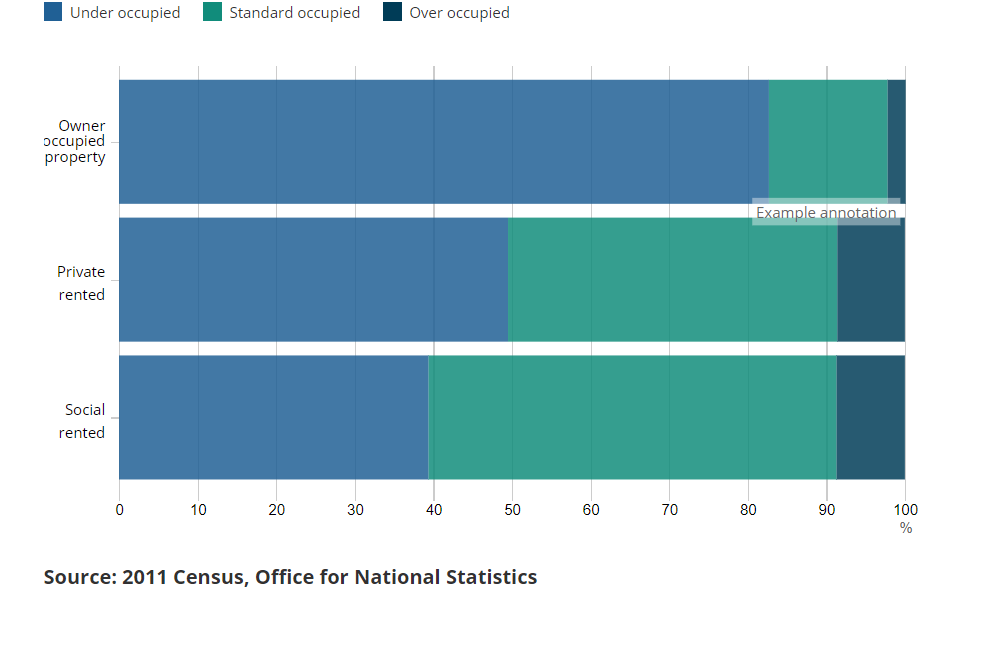 Under occupied Standard occupied Over occupied
Owner
occupied
property
Example annotation
Private
rented
Social
rented
0 10 20 30 40 50 60 70 80 90 100
%
Source: 2011 Census, Office for National Statistics